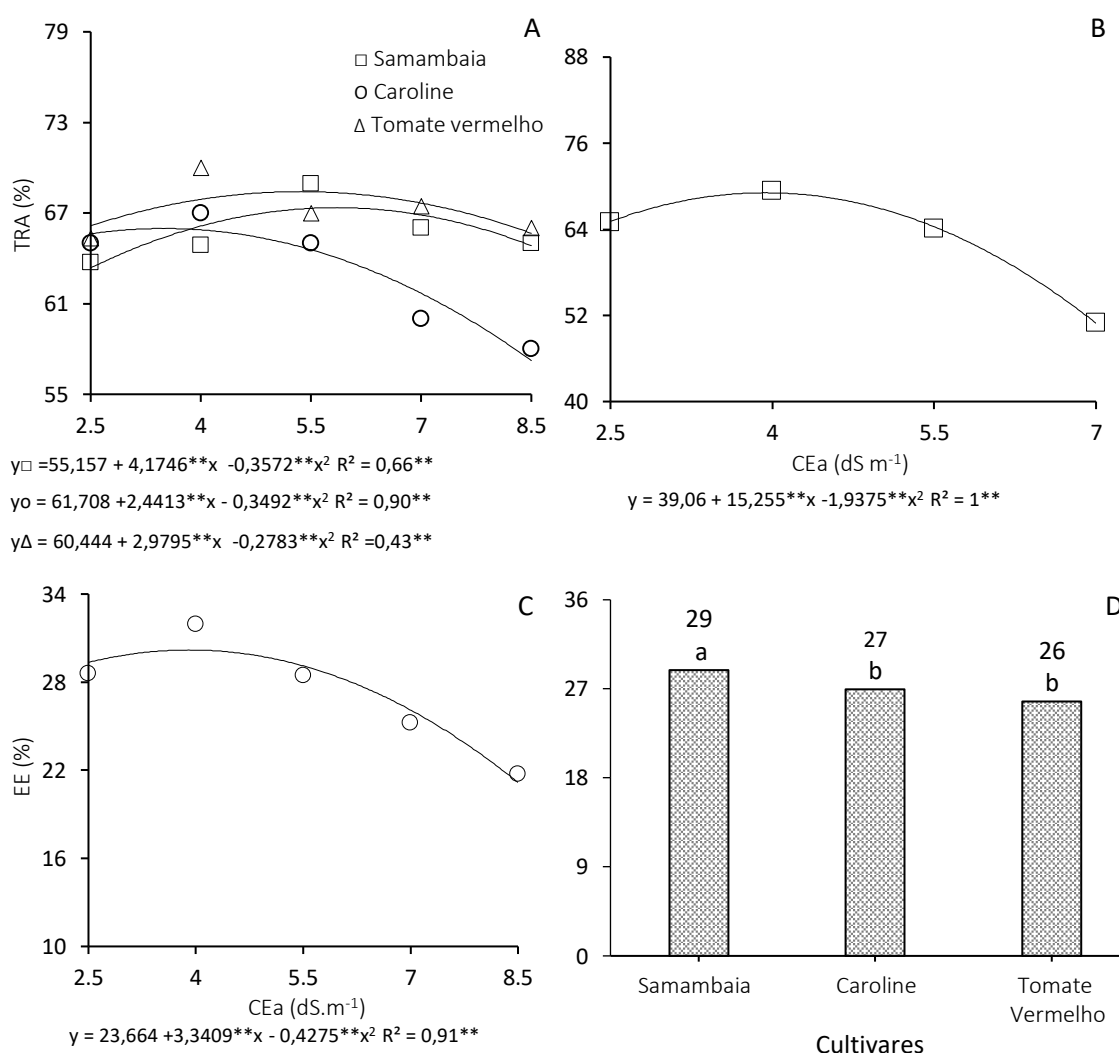 A
79
73
67
61
55
TRA (%)
□ Samambaia
O Caroline
Δ Tomate vermelho
2.5 4 5.5 7 8.5
y□ =55,157 + 4,1746**x -0,3572**x² R² = 0,66**
yo = 61,708 +2,4413**x - 0,3492**x² R² = 0,90**
yΔ = 60,444 + 2,9795**x -0,2783**x² R² =0,43**
B
88
76
64
52
40
2.5 4 5.5 7
CEa (dS m⁻¹)
y = 39,06 + 15,255**x -1,9375**x² R² = 1**
C
34
28
22
16
10
EE (%)
2.5 4 5.5 7 8.5
CEa (dS.m⁻¹)
y = 23,664 +3,3409**x - 0,4275**x² R² = 0,91**
D
36
27
18
9
0
29
a
27
b
26
b
Samambaia Caroline Tomate
Vermelho
Cultivares